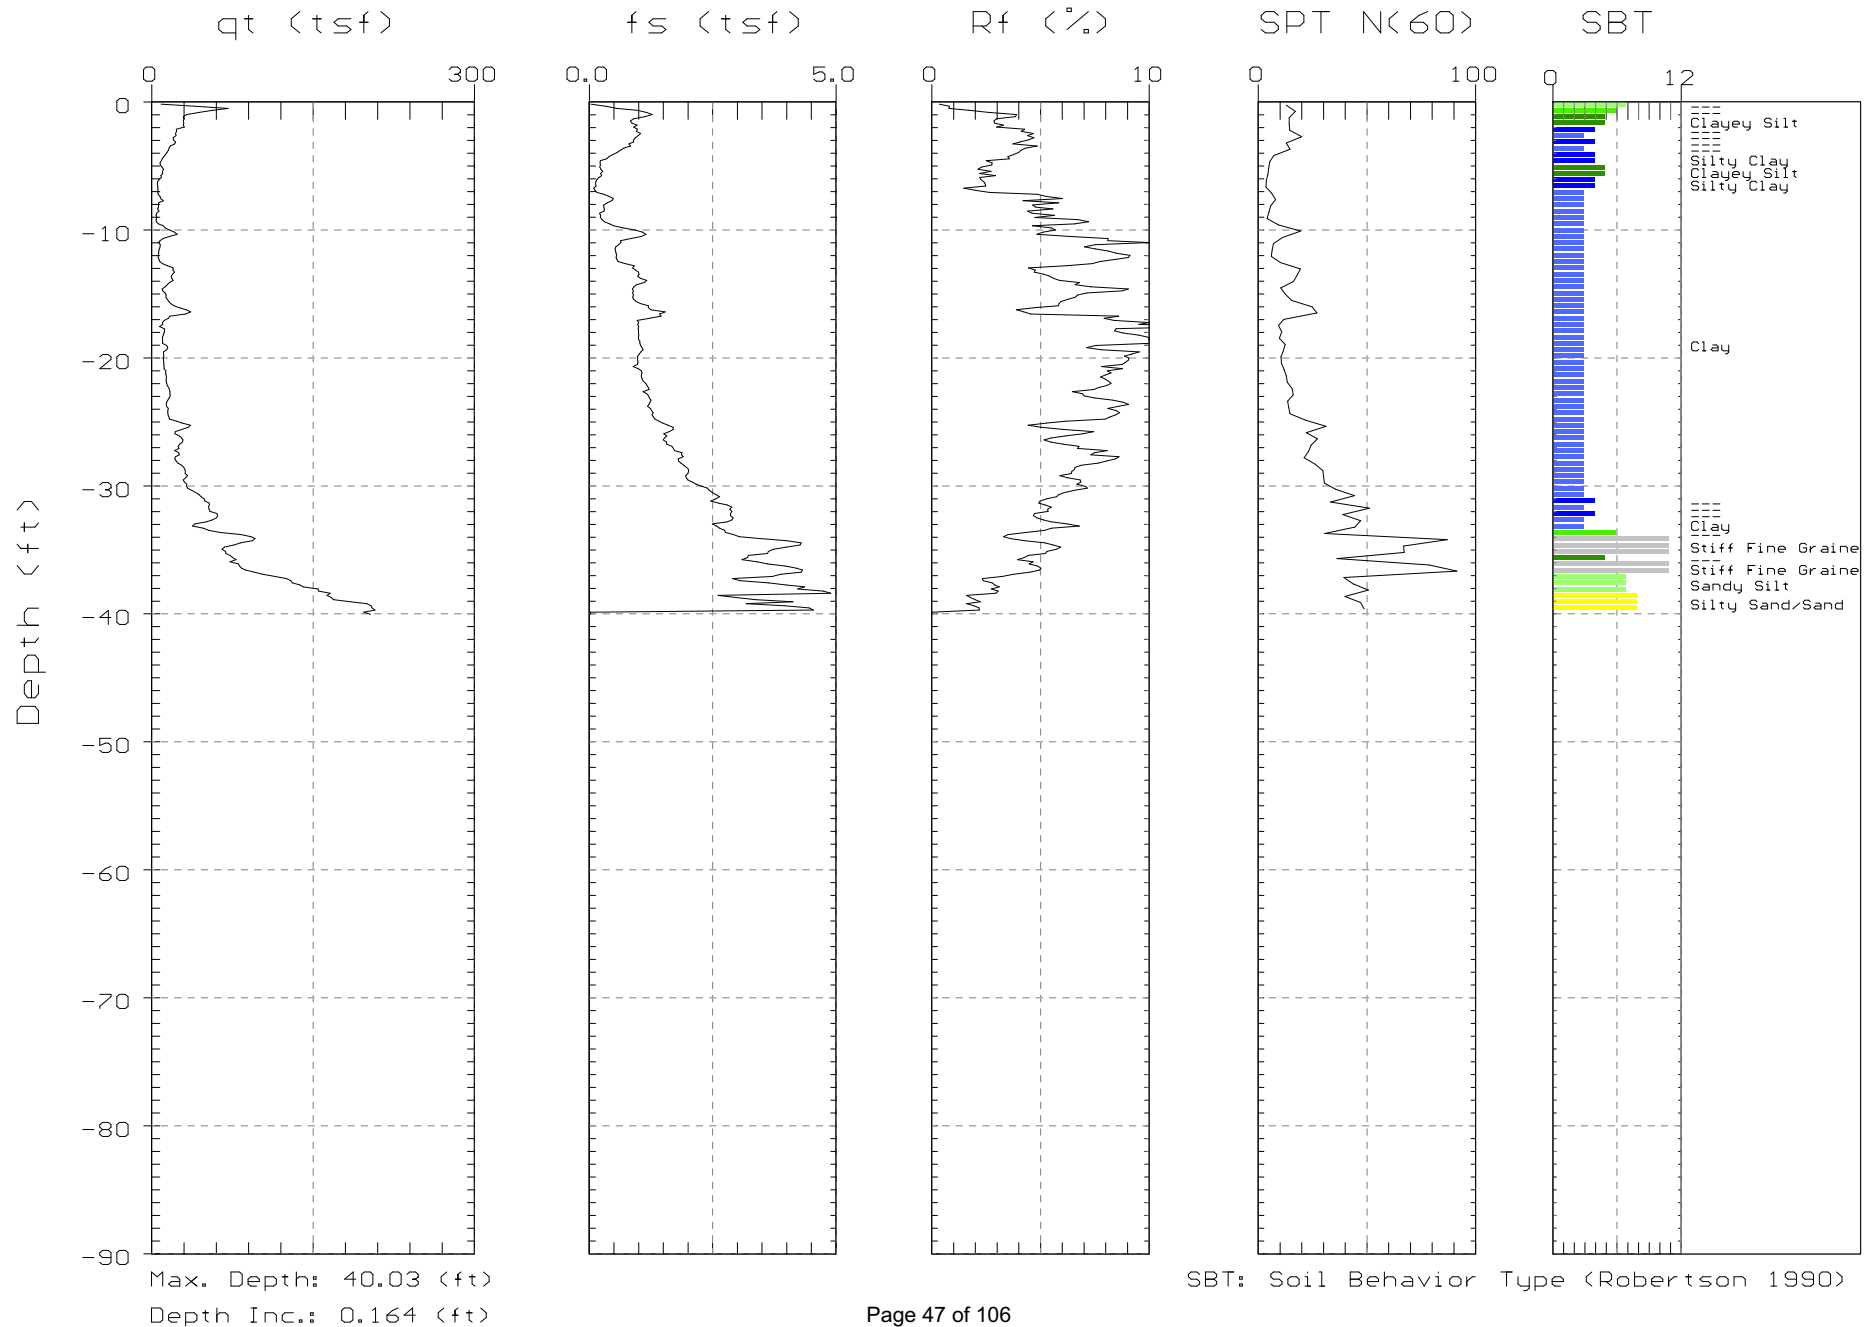 qt (tsf) fs (tsf) Rf (%) SPT N(60) SBT
0 300 0.0 5.0 0 10 0 100 0 12
0
-10
-20
-30
-40
-50
-60
-70
-80
-90
Depth (ft)
===
Clayey Silt
===
===
Silty Clay
Clayey Silt
Silty Clay
Clay
===
===
Clay
===
Stiff Fine Graine
===
Stiff Fine Graine
Sandy Silt
Silty Sand/Sand
Max. Depth: 40.03 (ft)
Depth Inc.: 0.164 (ft)
SBT: Soil Behavior Type (Robertson 1990)
Page 47 of 106